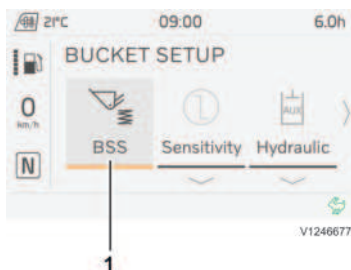 21°C 09:00 6.0h
BUCKET SETUP
0
km/h
AUX
BSS Sensitivity Hydraulic
N
V1246677
1